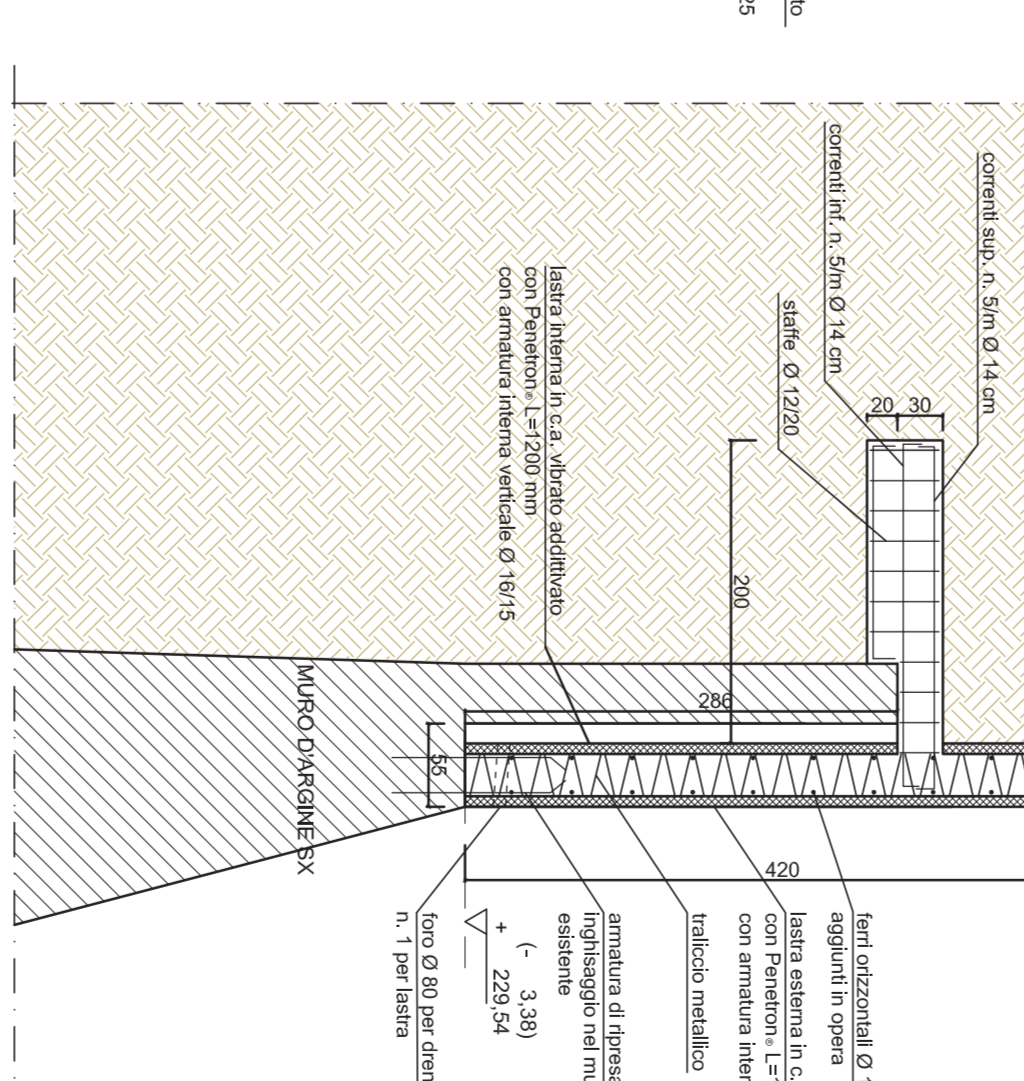 correnti sup. n. 5/m Ø 14 cm
correnti inf. n. 5/m Ø 14 cm
staffe Ø 12/20
20
30
200
lastra interna in c.a. vibrato addittivato
con Penetron® L=1200 mm
con armatura interna verticale Ø 16/15
286
55
MURO D'ARGINE SX
420
ferri orizzontali Ø
aggiunti in opera
lastra esterna in c.
con Penetron® L=
con armatura inter
traliccio metallico
armatura di ripresa
inghisaggio nel mu
esistente
(- 3,38)
+ 229,54
foro Ø 80 per dren
n. 1 per lastra
to
25